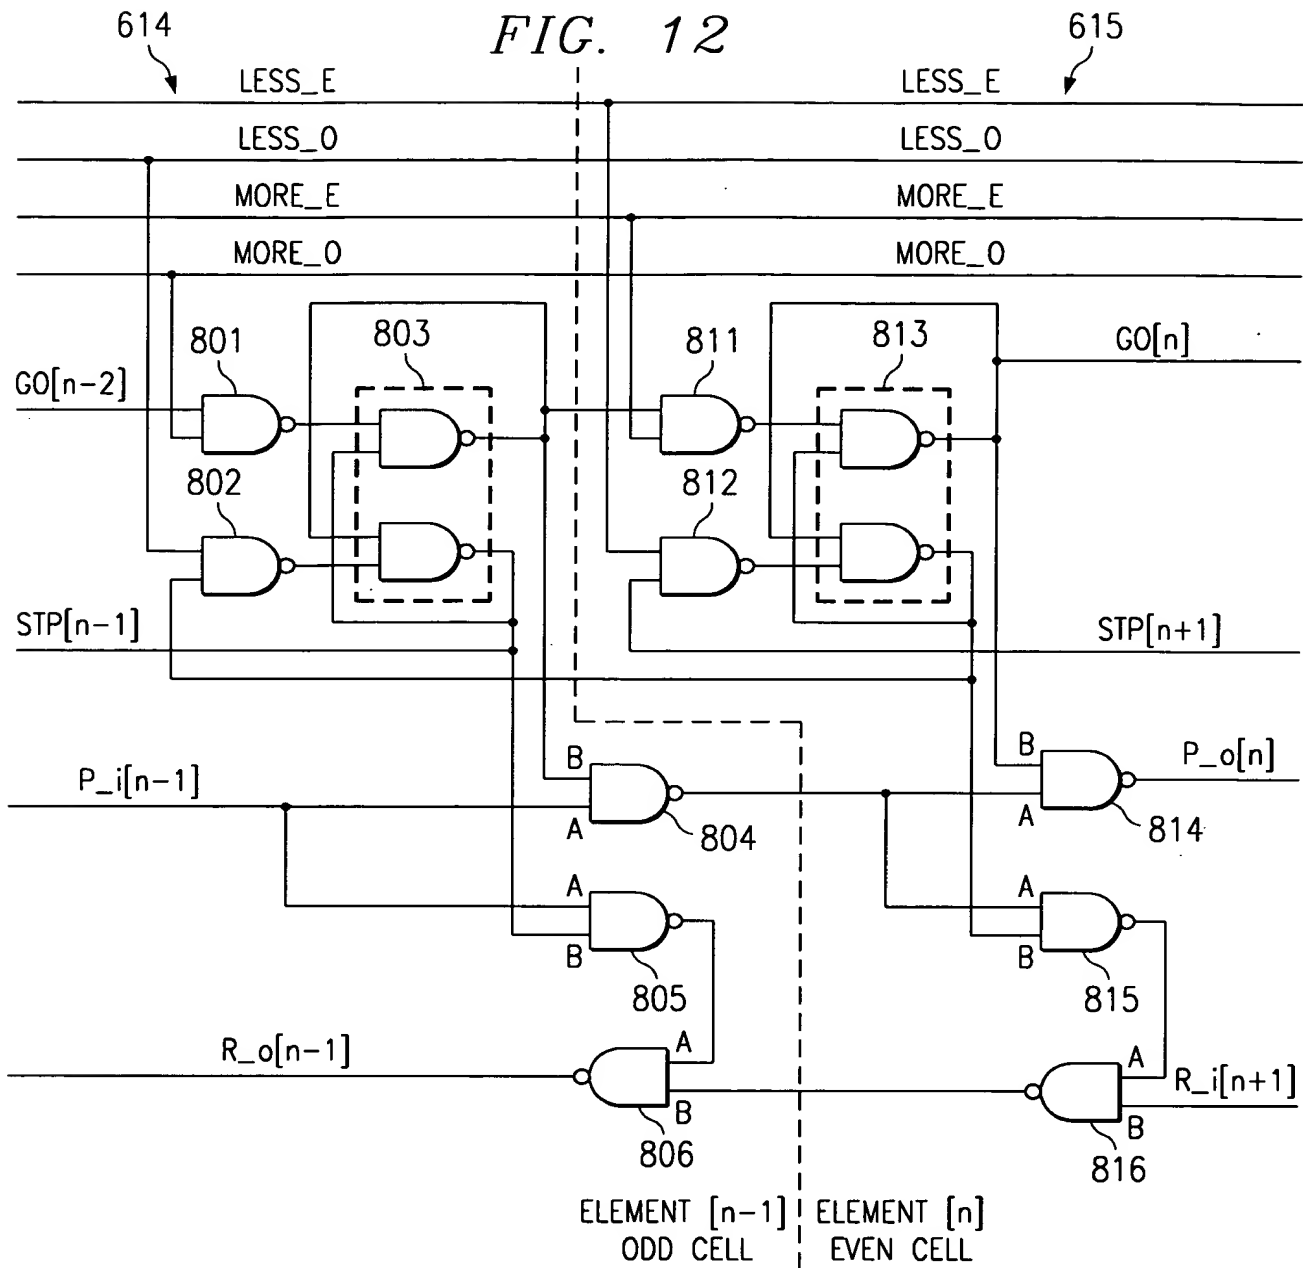 FIG. 12
614
615
LESS_E
LESS_E
LESS_O
LESS_O
MORE_E
MORE_E
MORE_O
MORE_O
801
803
811
813
GO[n]
GO[n-2]
802
812
STP[n-1]
STP[n+1]
B
B
P_o[n]
P_i[n-1]
A
804
A
814
A
A
B
805
B
815
R_o[n-1]
A
A
R_i[n+1]
B
806
B
816
ELEMENT [n-1]
ODD CELL
ELEMENT [n]
EVEN CELL